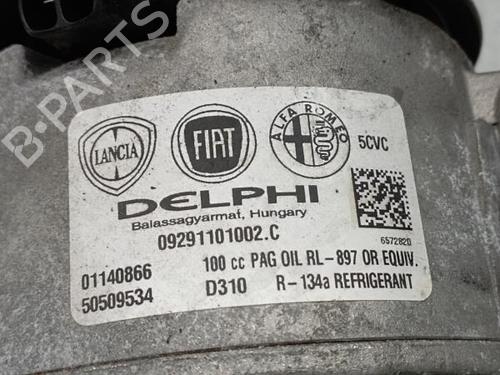 LANCIA
FIAT
ALFA ROMEO
5CVC
DELPHI
Balassagyarmat, Hungary
09291101002.C
6572820
01140866
100 cc PAG OIL RL-897 OR EQUIV.
50509534
D310
R-134a REFRIGERANT
B-PARTS